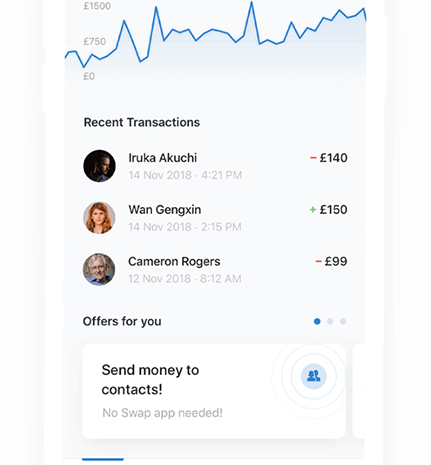 £1500
£750
£0
Recent Transactions
Iruka Akuchi
− £140
14 Nov 2018 · 4:21 PM
Wan Gengxin
+ £150
14 Nov 2018 · 2:15 PM
Cameron Rogers
− £99
12 Nov 2018 · 8:12 AM
Offers for you
Send money to
contacts!
No Swap app needed!